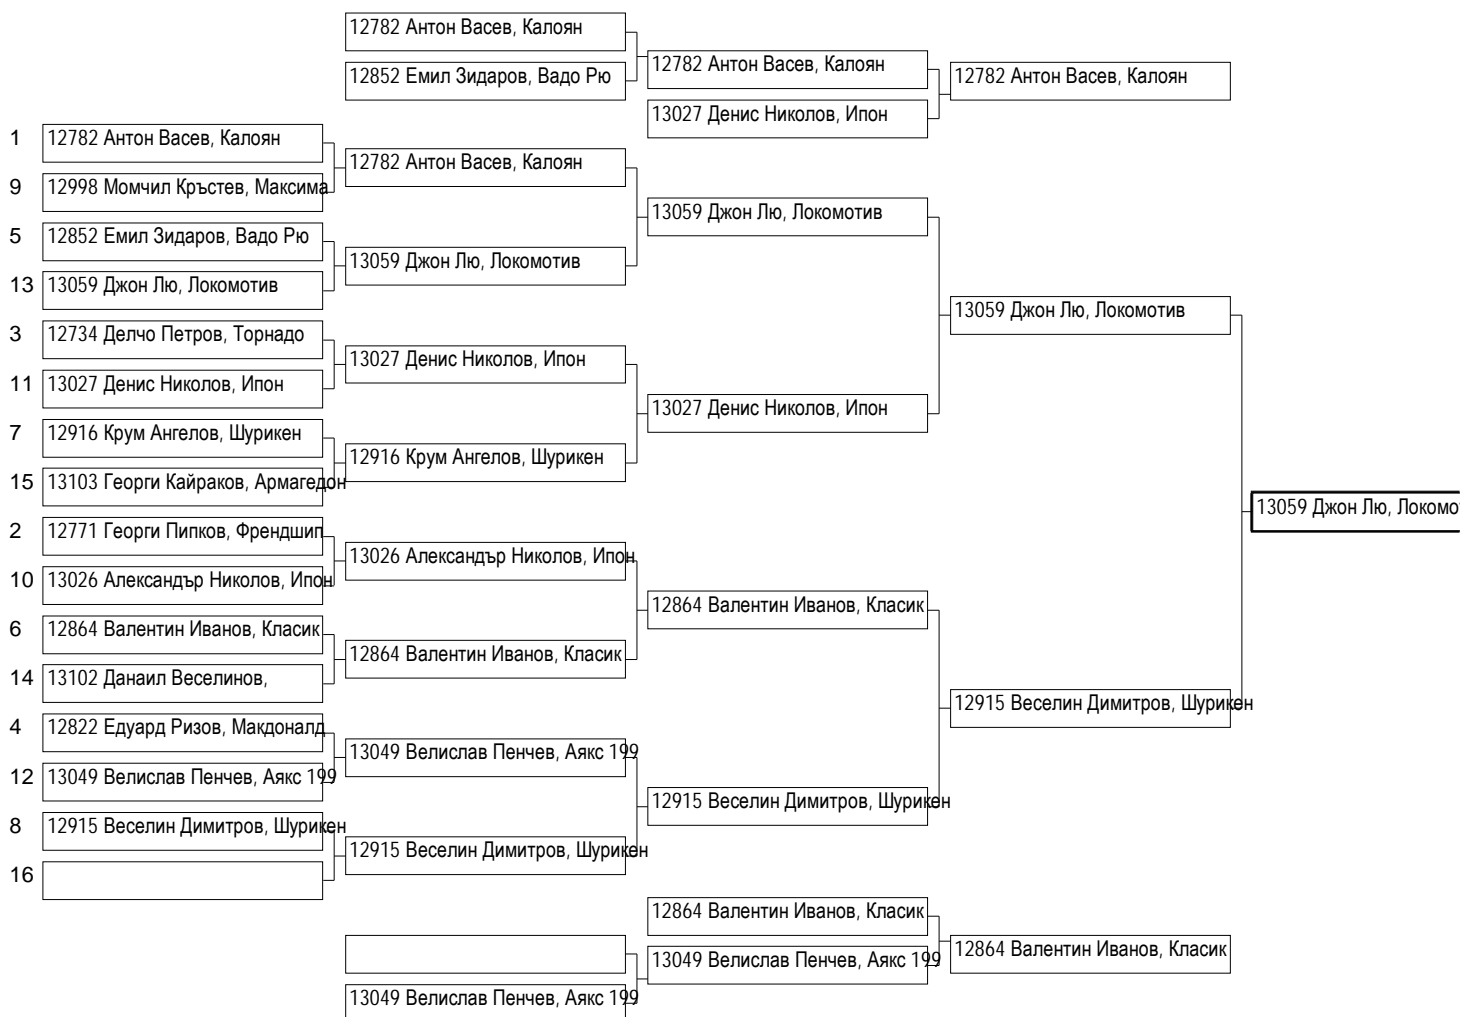 12782 Антон Васев, Калоян
12852 Емил Зидаров, Вадо Рю
12782 Антон Васев, Калоян
13027 Денис Николов, Ипон
12782 Антон Васев, Калоян
1 12782 Антон Васев, Калоян
9 12998 Момчил Кръстев, Максима
5 12852 Емил Зидаров, Вадо Рю
13 13059 Джон Лю, Локомотив
3 12734 Делчо Петров, Торнадо
11 13027 Денис Николов, Ипон
7 12916 Крум Ангелов, Шурикен
15 13103 Георги Кайраков, Армагедон
2 12771 Георги Пипков, Френдшип
10 13026 Александър Николов, Ипон
6 12864 Валентин Иванов, Класик
14 13102 Данаил Веселинов,
4 12822 Едуард Ризов, Макдоналд
12 13049 Велислав Пенчев, Аякс 199
8 12915 Веселин Димитров, Шурикен
16
12782 Антон Васев, Калоян
13059 Джон Лю, Локомотив
13027 Денис Николов, Ипон
12916 Крум Ангелов, Шурикен
13026 Александър Николов, Ипон
12864 Валентин Иванов, Класик
13049 Велислав Пенчев, Аякс 199
12915 Веселин Димитров, Шурикен
13059 Джон Лю, Локомотив
13027 Денис Николов, Ипон
12864 Валентин Иванов, Класик
12915 Веселин Димитров, Шурикен
13059 Джон Лю, Локомотив
12915 Веселин Димитров, Шурикен
13059 Джон Лю, Локомо
13049 Велислав Пенчев, Аякс 199
12864 Валентин Иванов, Класик
13049 Велислав Пенчев, Аякс 199
12864 Валентин Иванов, Класик